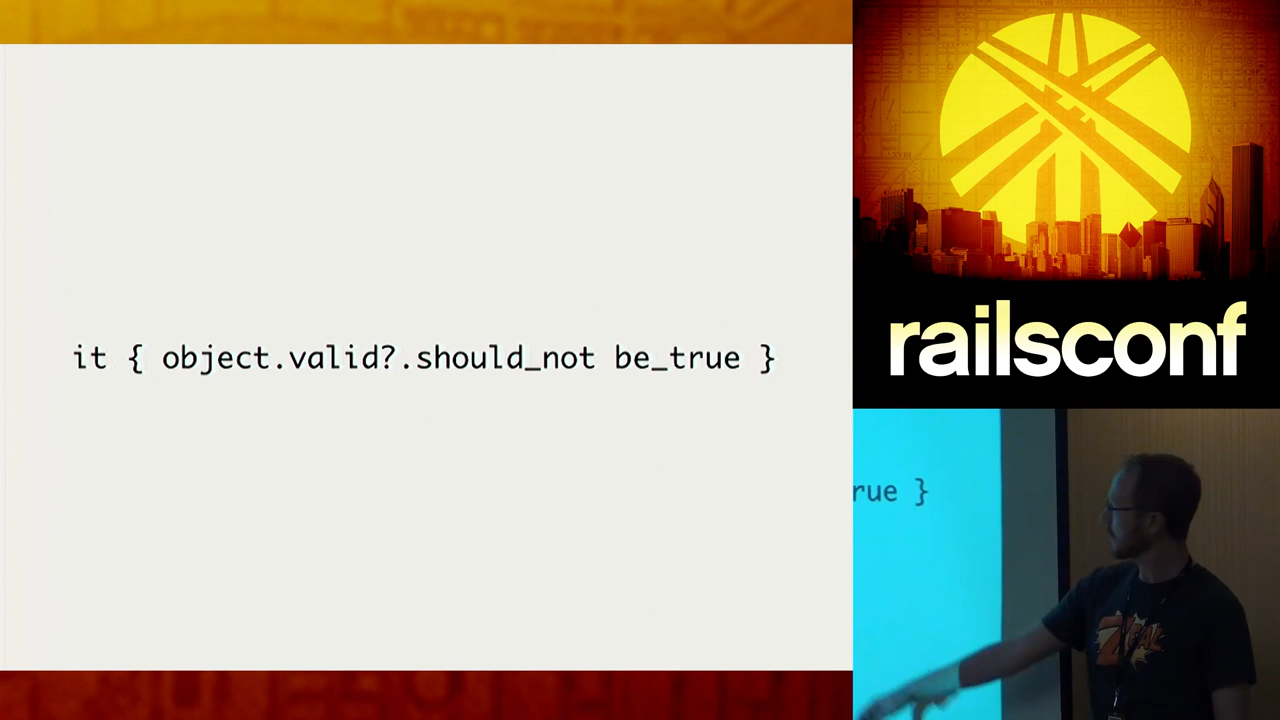 it { object.valid?.should_not be_true }
railsconf
rue }